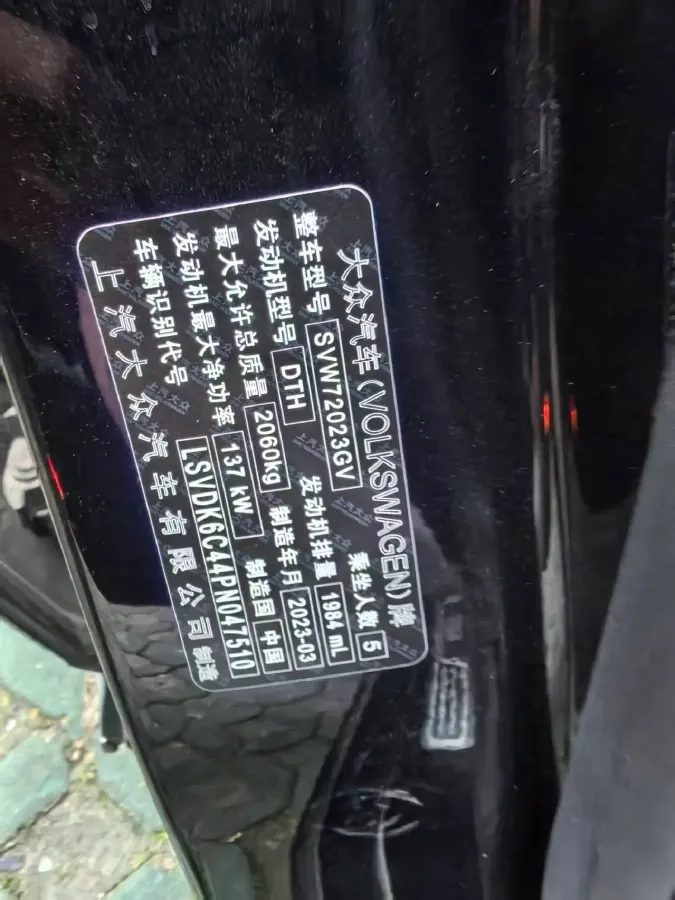 大众汽车(VOLKSWAGEN)牌
整车型号 SVW72023GV 乘坐人数 5
发动机型号 DTH 发动机排量 1984 mL
最大允许总质量 2060kg 制造年月 2023-03
发动机最大净功率 137 kW 制造国 中国
车辆识别代号 LSVDK6C44PN047510
上汽大众汽车有限公司 制造